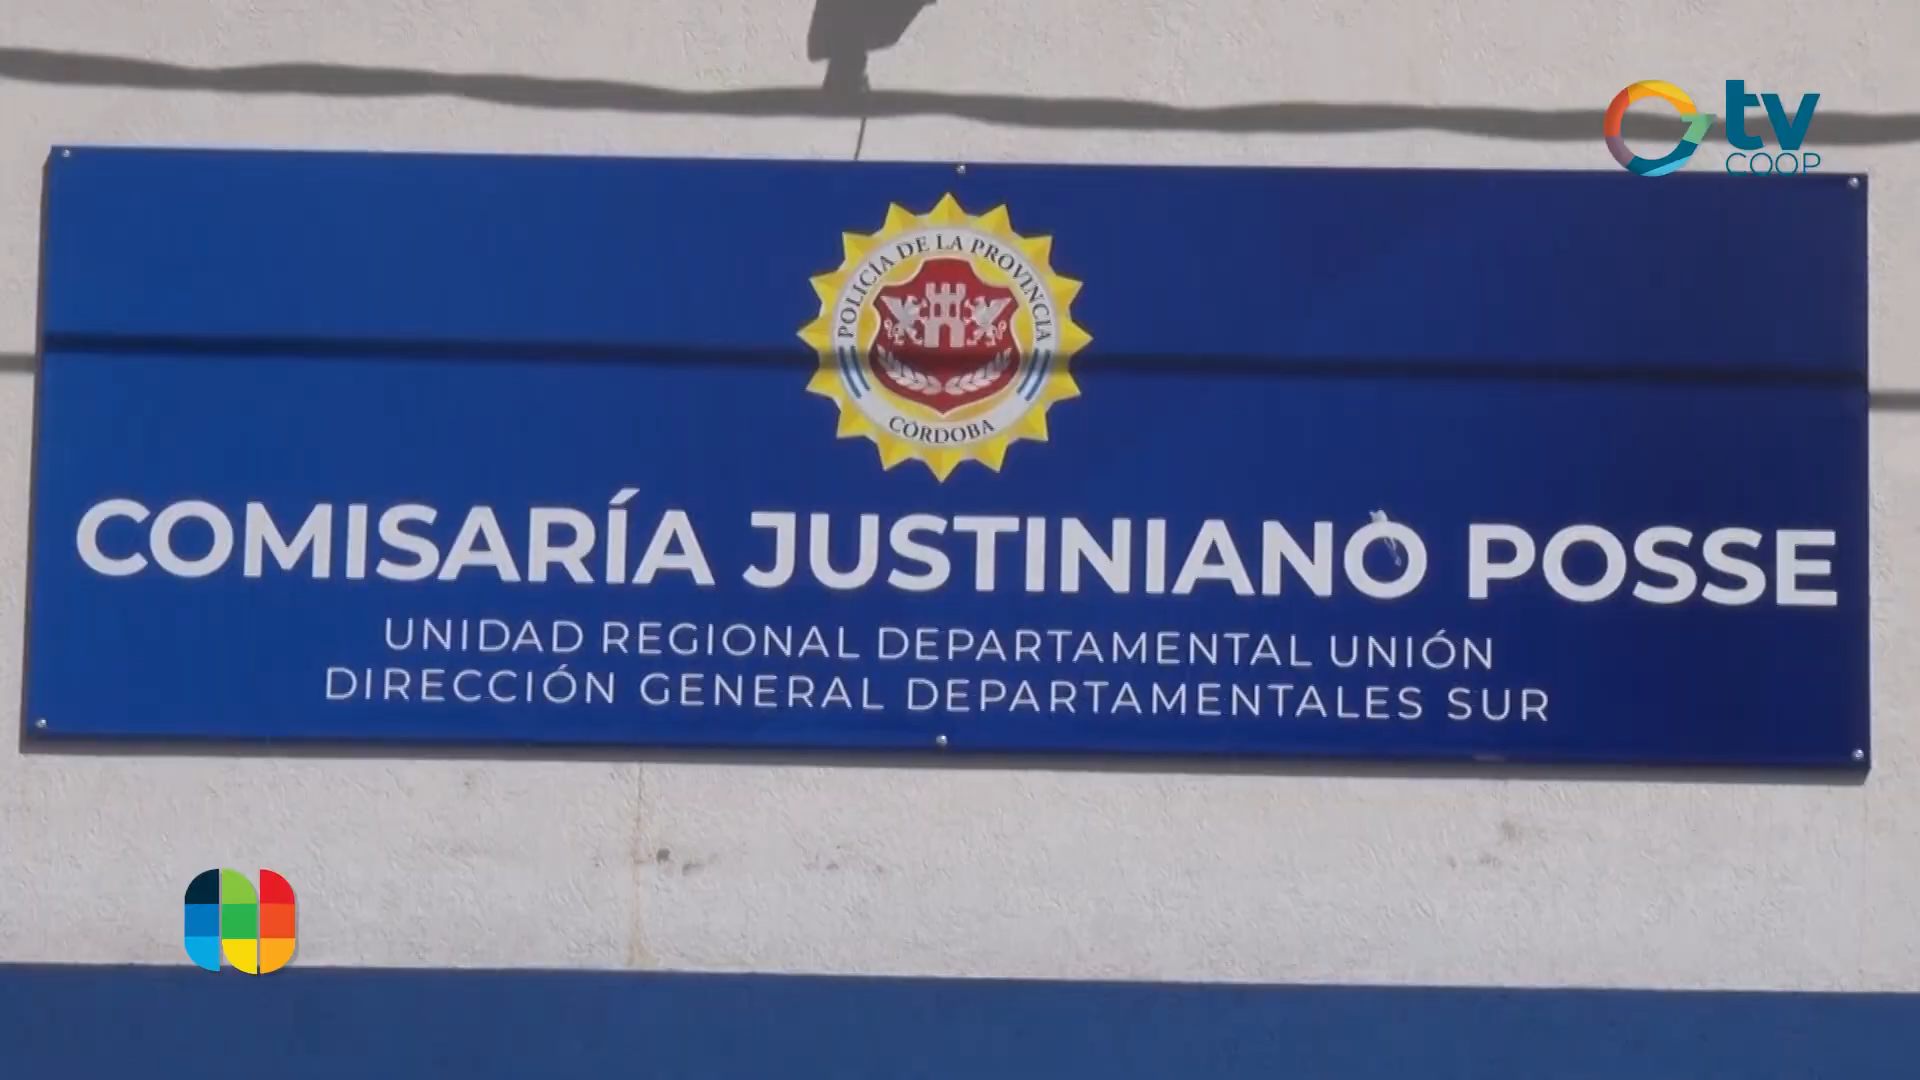 tv
COOP
POLICÍA DE LA PROVINCIA
CÓRDOBA
COMISARÍA JUSTINIANO POSSE
UNIDAD REGIONAL DEPARTAMENTAL UNIÓN
DIRECCIÓN GENERAL DEPARTAMENTALES SUR